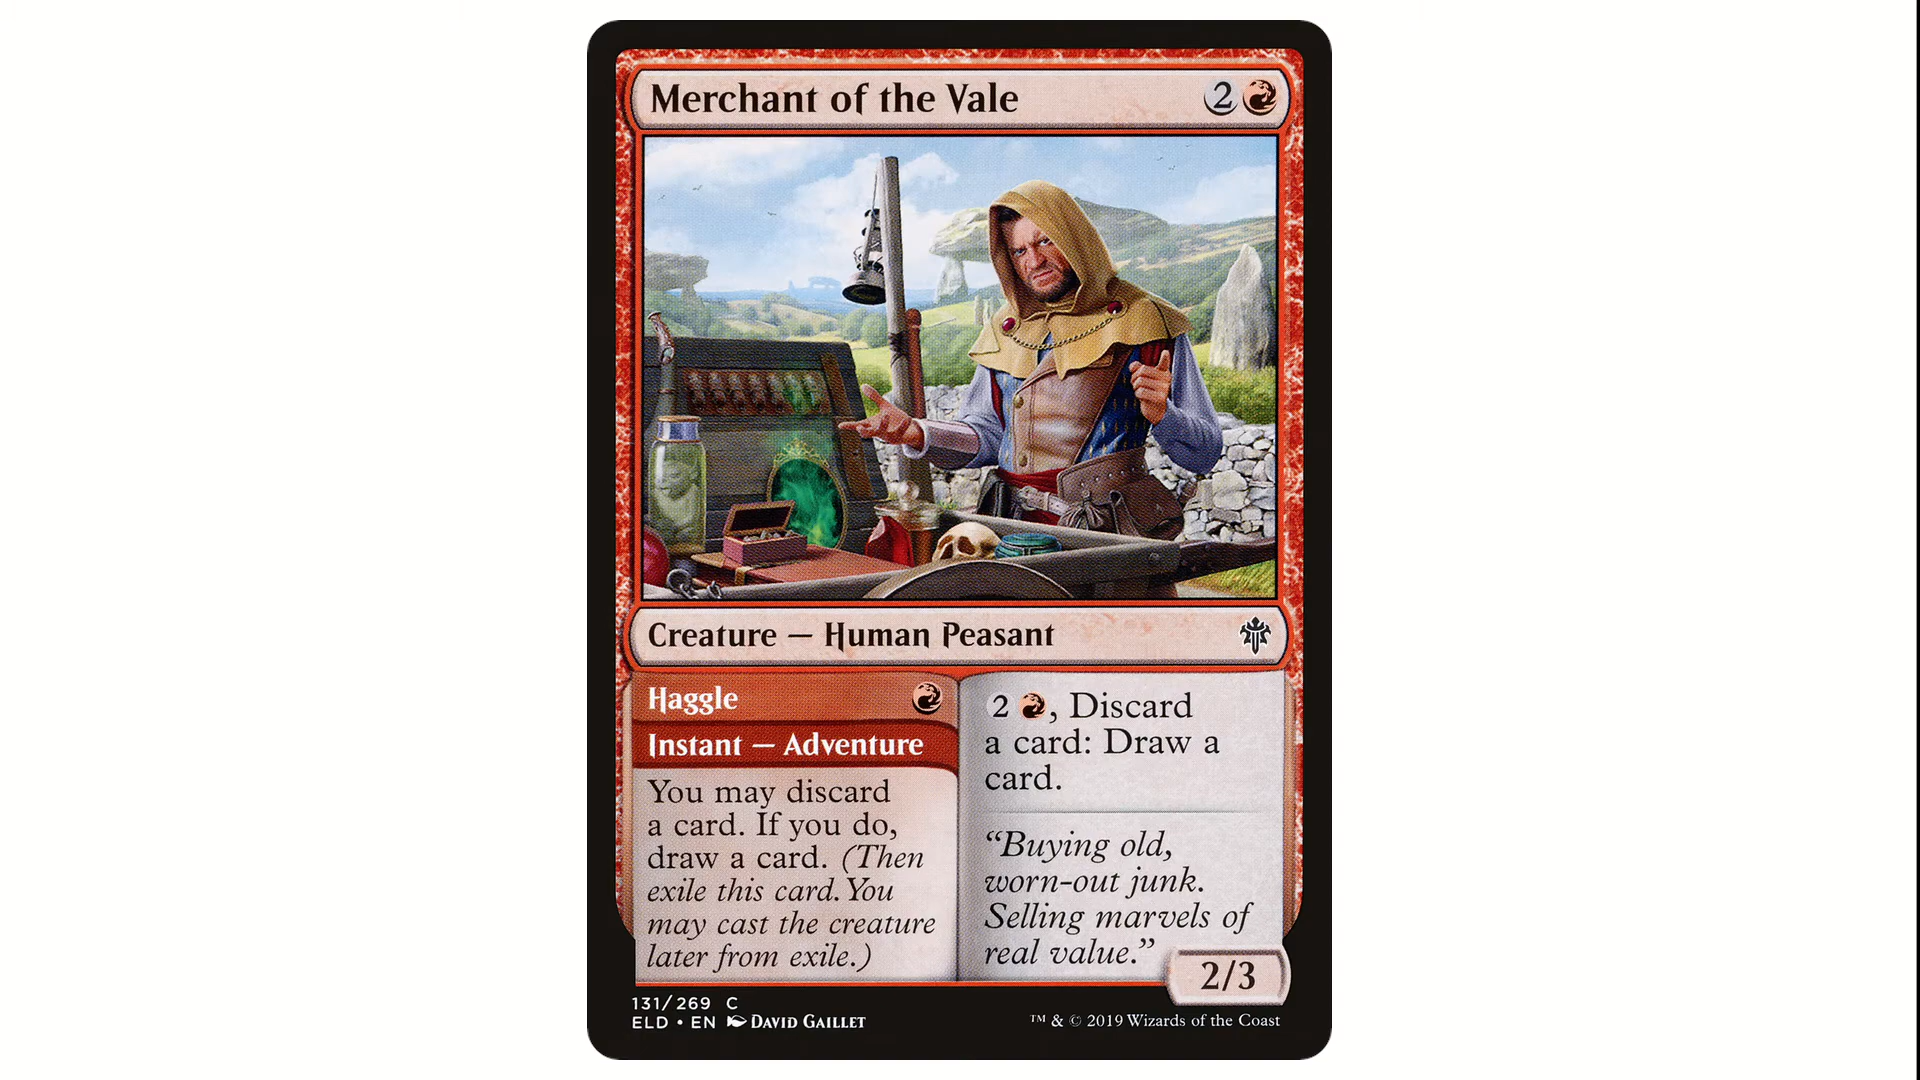 Merchant of the Vale 2
Creature — Human Peasant
Haggle
Instant — Adventure
You may discard
a card. If you do,
draw a card. (Then
exile this card. You
may cast the creature
later from exile.)
2 , Discard
a card: Draw a
card.
“Buying old,
worn-out junk.
Selling marvels of
real value.”
2/3
131/269 C
ELD • EN David Gaillet
™ & © 2019 Wizards of the Coast